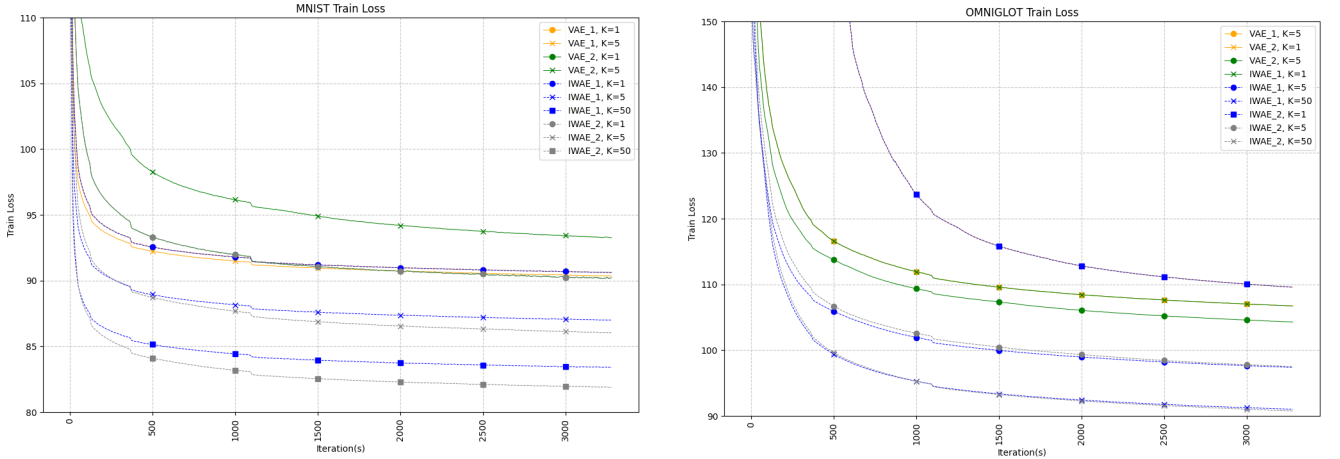 MNIST Train Loss
110
105
100
95
90
85
80
Train Loss
0
500
1000
1500
2000
2500
3000
Iteration(s)
VAE_1, K=1
VAE_1, K=5
VAE_2, K=1
VAE_2, K=5
IWAE_1, K=1
IWAE_1, K=5
IWAE_1, K=50
IWAE_2, K=1
IWAE_2, K=5
IWAE_2, K=50
OMNIGLOT Train Loss
150
140
130
120
110
100
90
Train Loss
0
500
1000
1500
2000
2500
3000
Iteration(s)
VAE_1, K=5
VAE_2, K=1
VAE_2, K=5
IWAE_1, K=1
IWAE_1, K=5
IWAE_1, K=50
IWAE_2, K=1
IWAE_2, K=5
IWAE_2, K=50